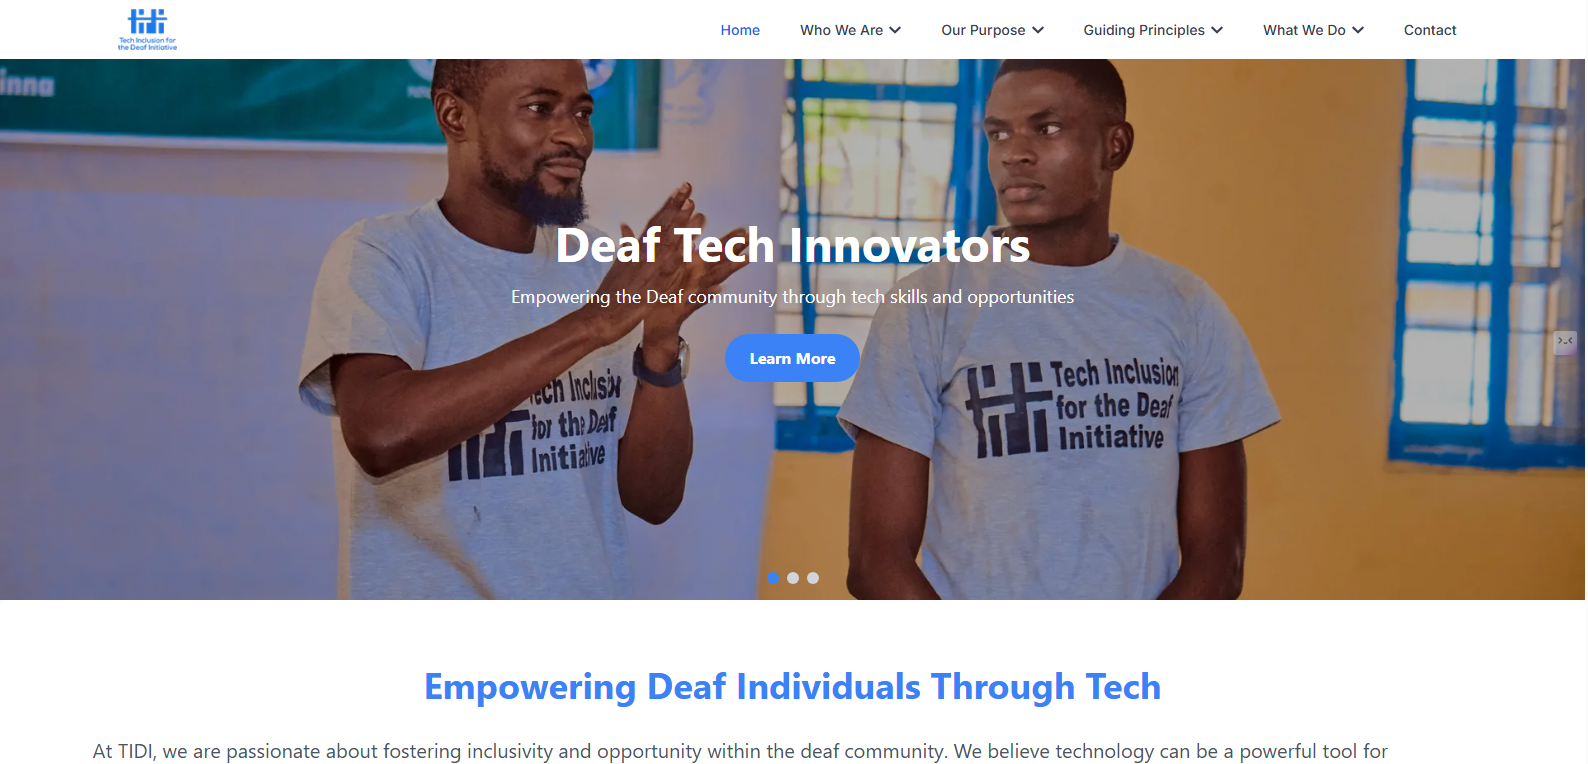 Tech Inclusion for
the Deaf Initiative
Home
Who We Are
Our Purpose
Guiding Principles
What We Do
Contact
inna
Deaf Tech Innovators
Empowering the Deaf community through tech skills and opportunities
Learn More
Tech Inclusion
for the Deaf
Initiative
Tech Inclusion
for the Deaf
Initiative
Empowering Deaf Individuals Through Tech
At TIDI, we are passionate about fostering inclusivity and opportunity within the deaf community. We believe technology can be a powerful tool for